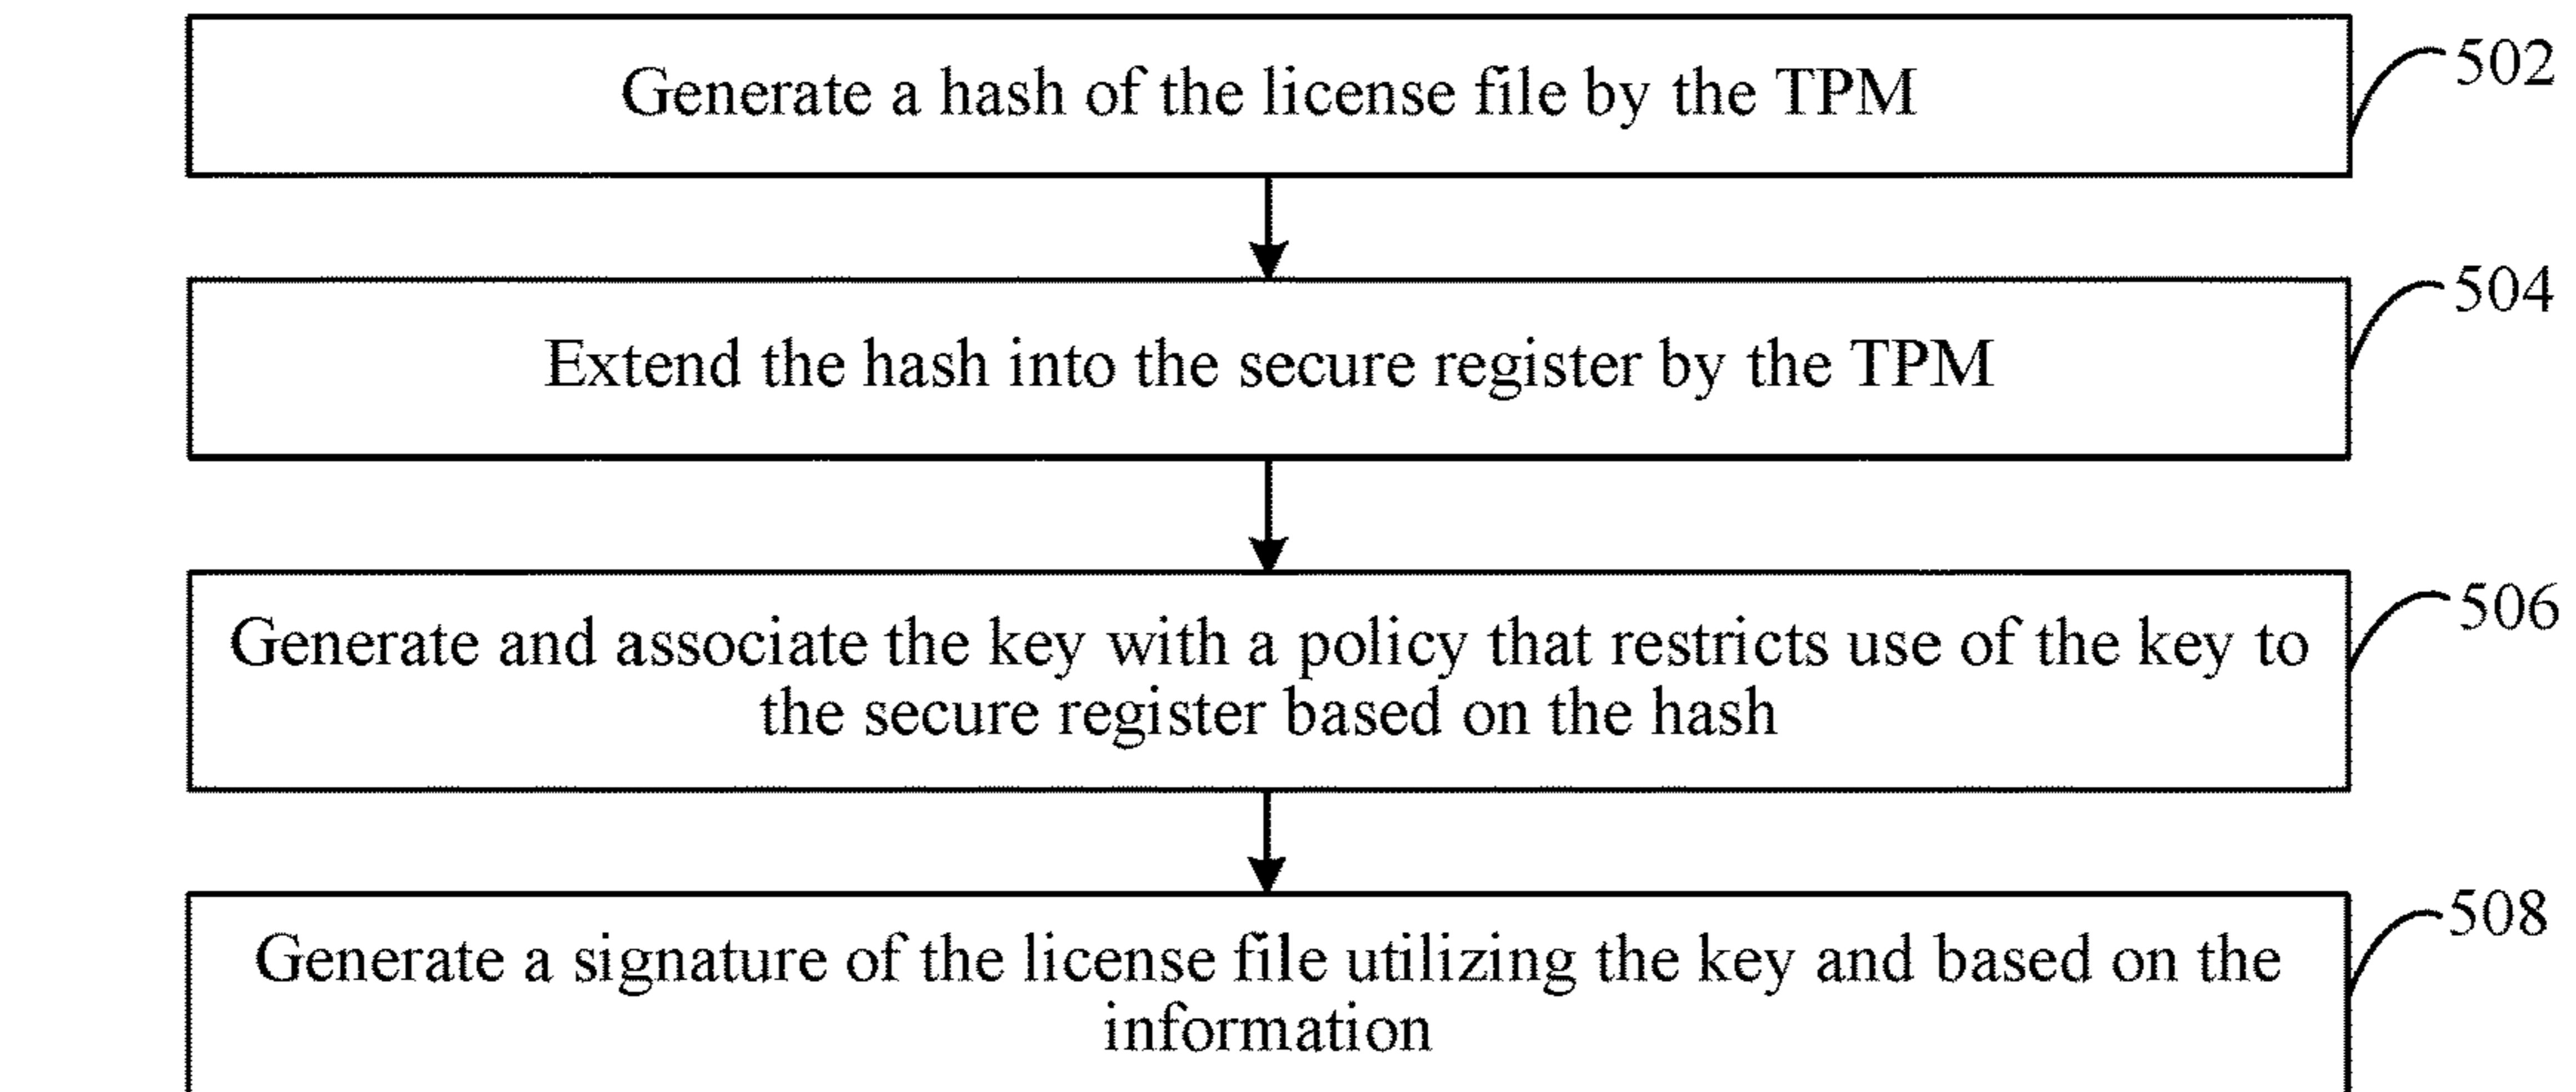 Generate a hash of the license file by the TPM
502
Extend the hash into the secure register by the TPM
504
Generate and associate the key with a policy that restricts use of the key to
the secure register based on the hash
506
Generate a signature of the license file utilizing the key and based on the
information
508